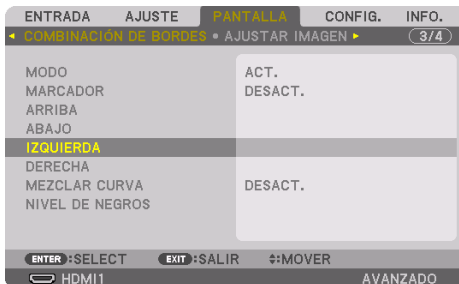 ENTRADA AJUSTE PANTALLA CONFIG. INFO.
◂ COMBINACIÓN DE BORDES • AJUSTAR IMAGEN ▸ 3/4
MODO ACT.
MARCADOR DESACT.
ARRIBA
ABAJO
IZQUIERDA
DERECHA
MEZCLAR CURVA DESACT.
NIVEL DE NEGROS
ENTER :SELECT EXIT :SALIR ♦:MOVER
HDMI1 AVANZADO